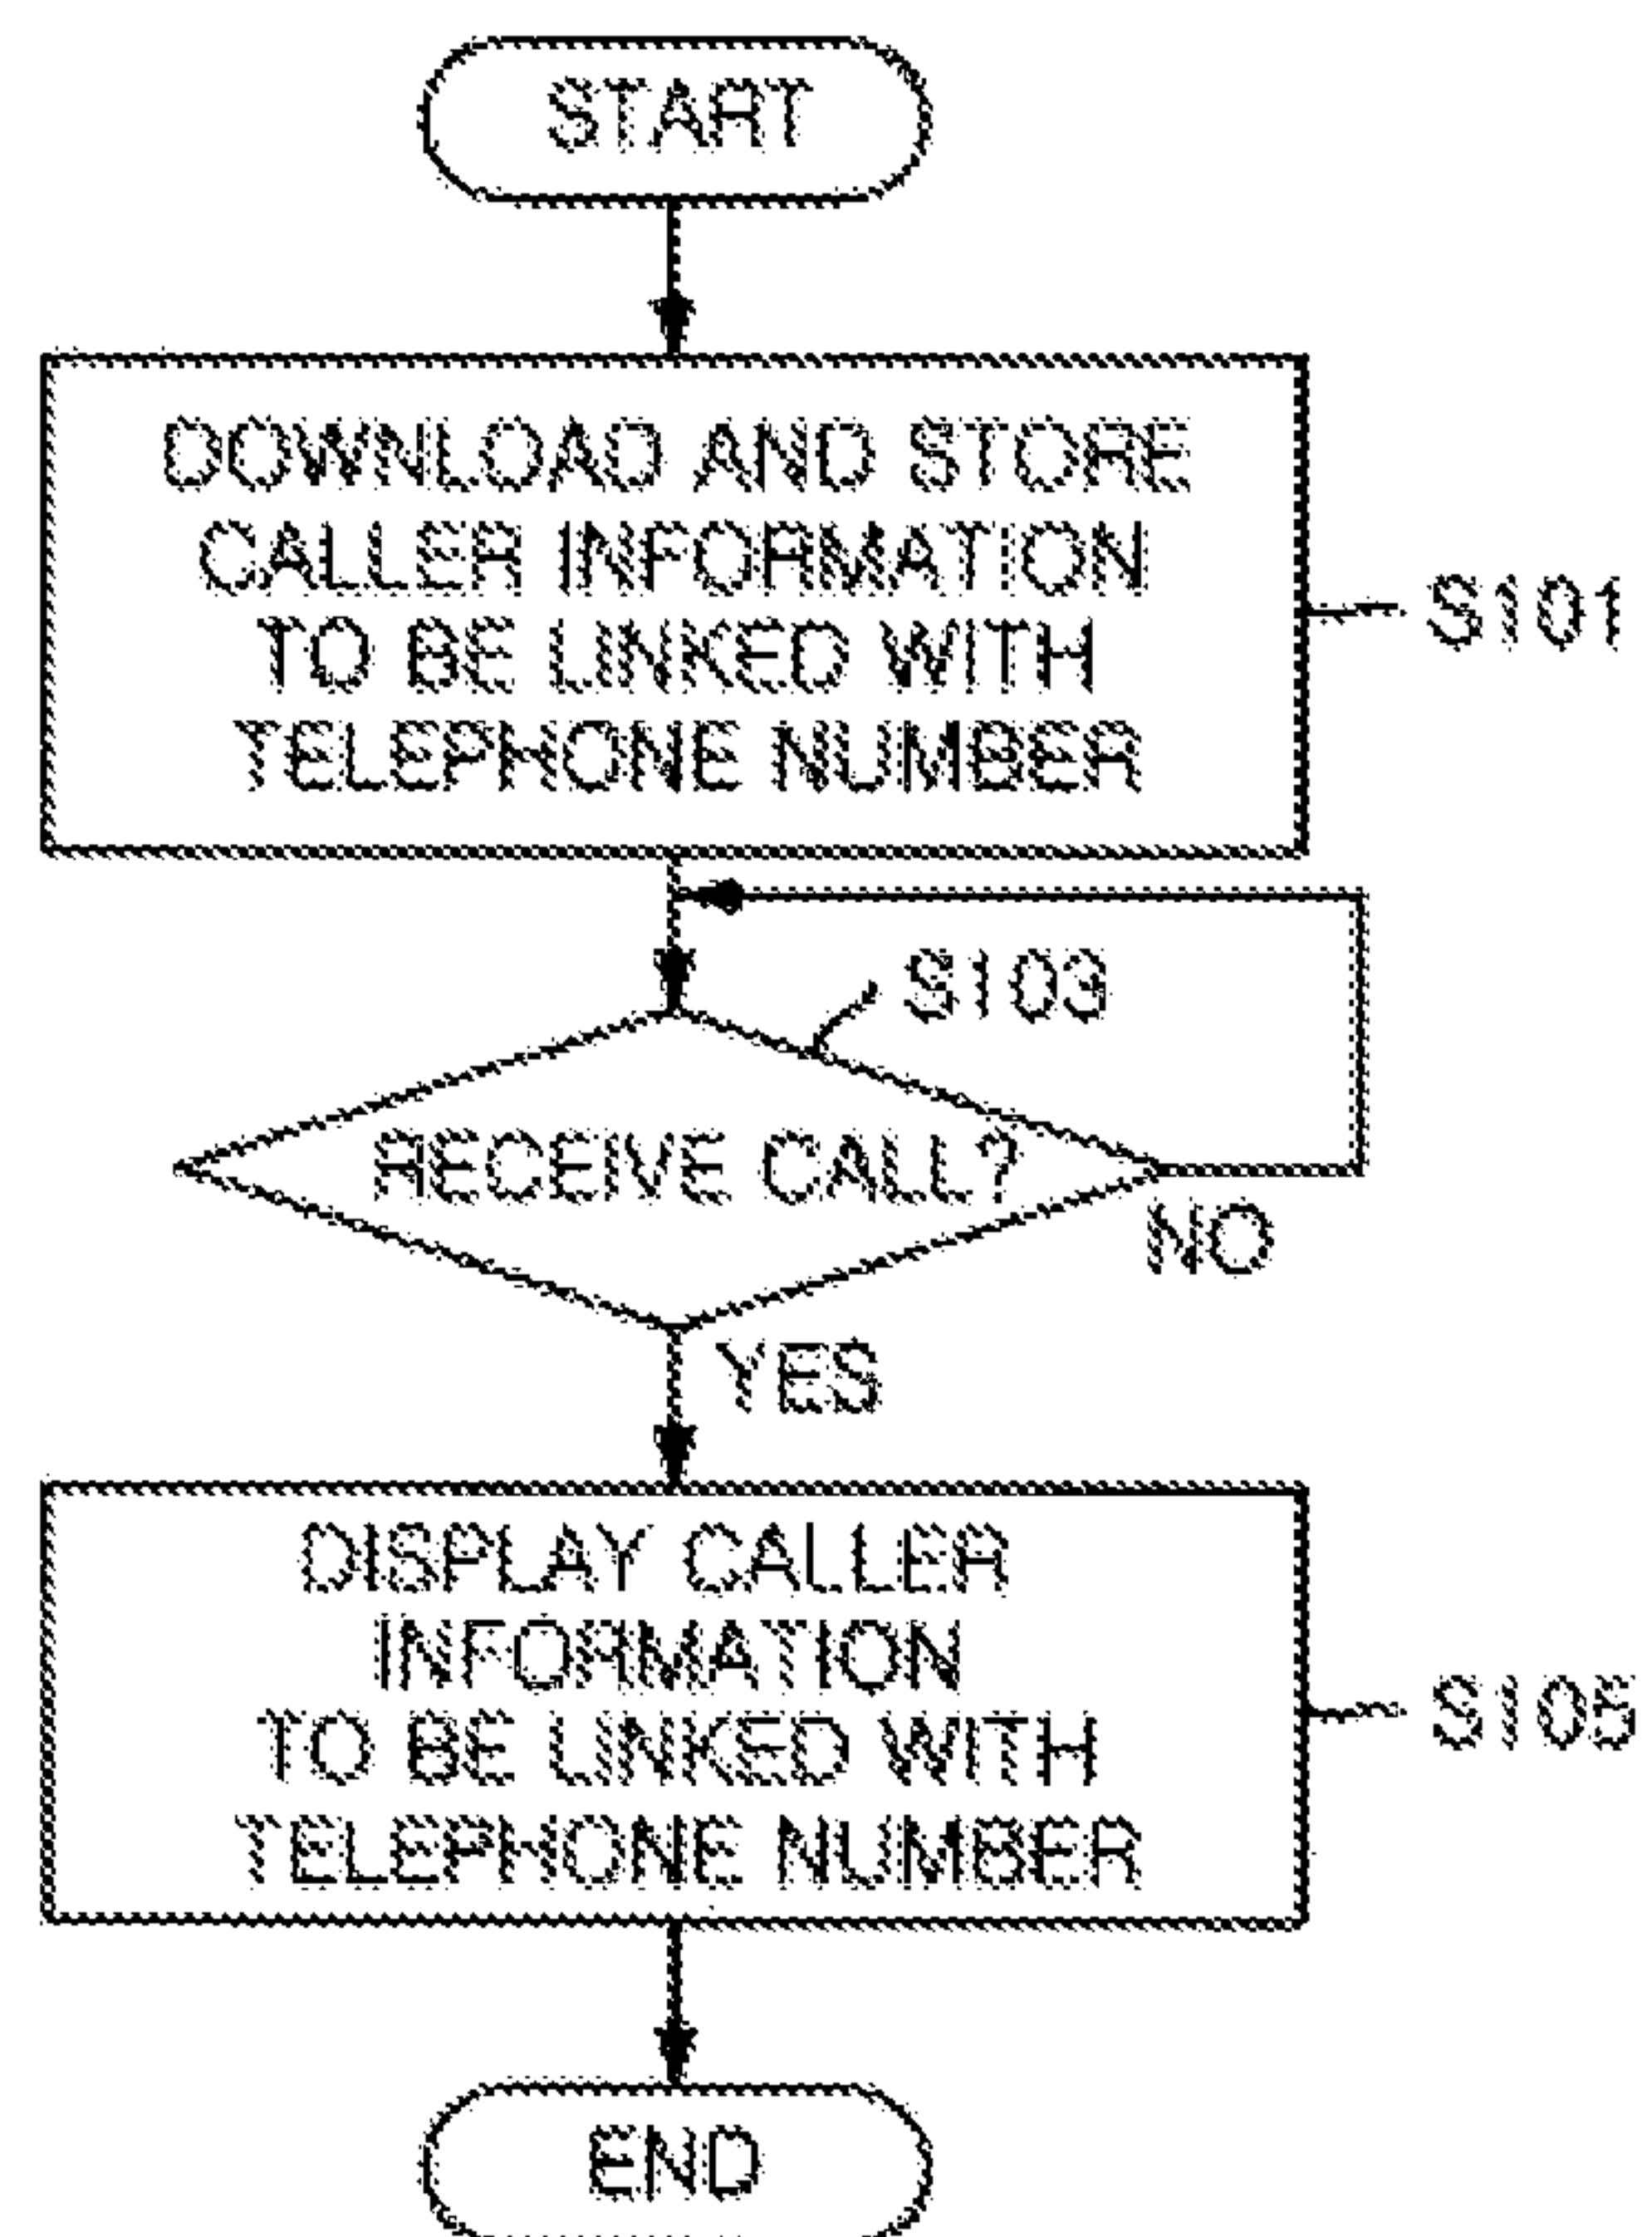 START
DOWNLOAD AND STORE
CALLER INFORMATION
TO BE LINKED WITH
TELEPHONE NUMBER
S101
S103
RECEIVE CALL?
NO
YES
DISPLAY CALLER
INFORMATION
TO BE LINKED WITH
TELEPHONE NUMBER
S105
END